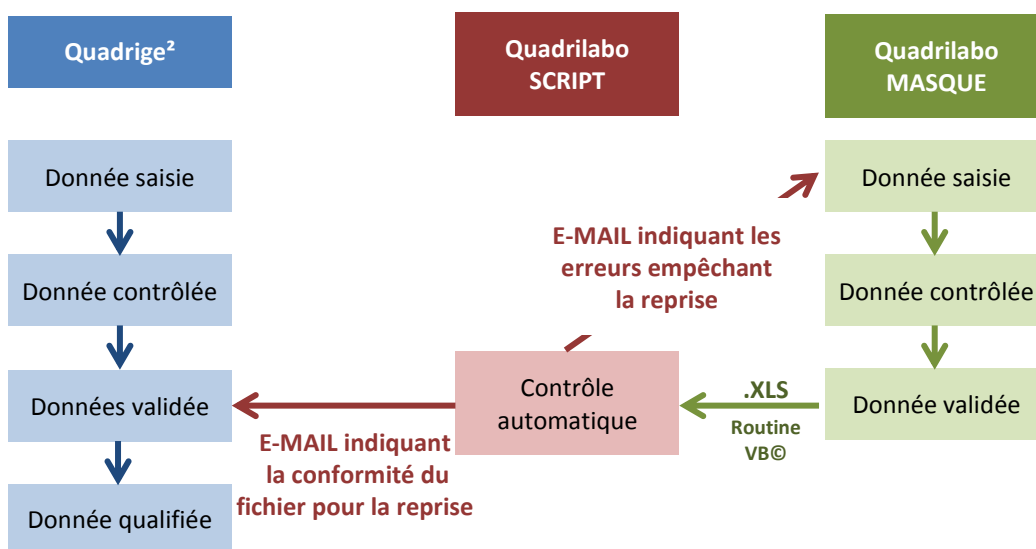 Quadrige²
Quadrilabo
SCRIPT
Quadrilabo
MASQUE
Donnée saisie
Donnée saisie
E-MAIL indiquant les
erreurs empêchant
la reprise
Donnée contrôlée
Donnée contrôlée
Données validée
Contrôle
automatique
.XLS
Routine
VB©
Donnée validée
E-MAIL indiquant
la conformité du
fichier pour la reprise
Donnée qualifiée